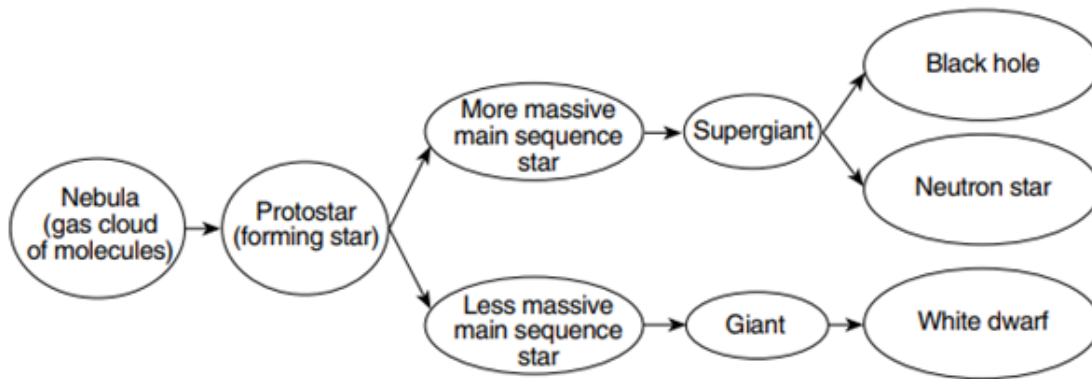 Nebula
(gas cloud
of molecules)
Protostar
(forming star)
More massive
main sequence
star
Supergiant
Black hole
Neutron star
Less massive
main sequence
star
Giant
White dwarf